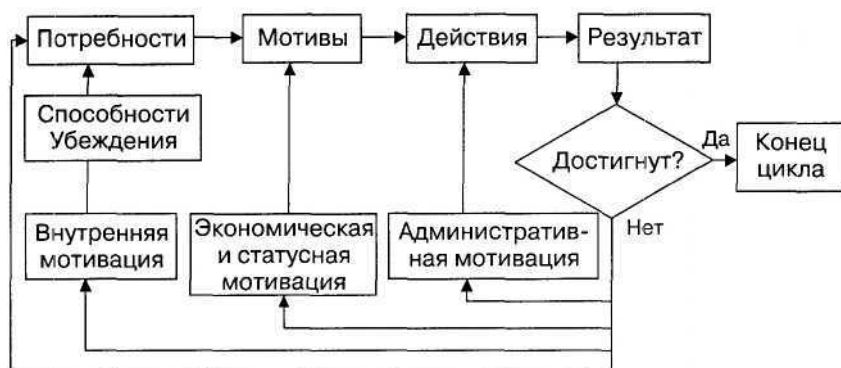 Потребности
Мотивы
Действия
Результат
Способности
Убеждения
Достигнут?
Да
Конец
цикла
Нет
Внутренняя
мотивация
Экономическая
и статусная
мотивация
Административ-
ная мотивация